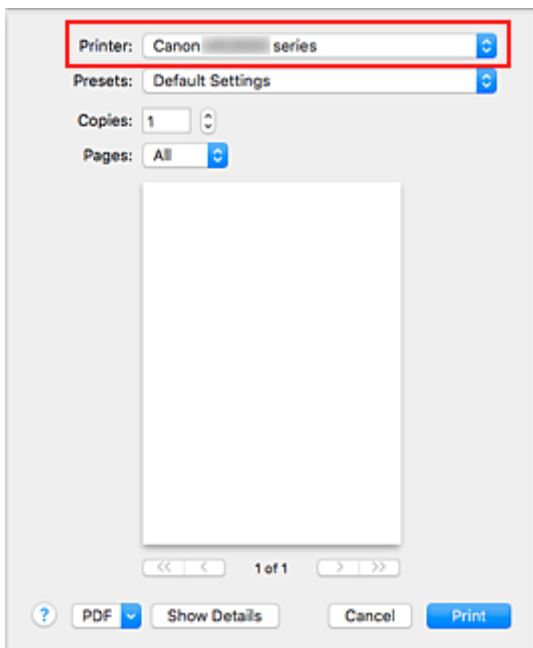 Printer: Canon series
Presets: Default Settings
Copies: 1
Pages: All
<< < 1 of 1 > >>
? PDF Show Details Cancel Print